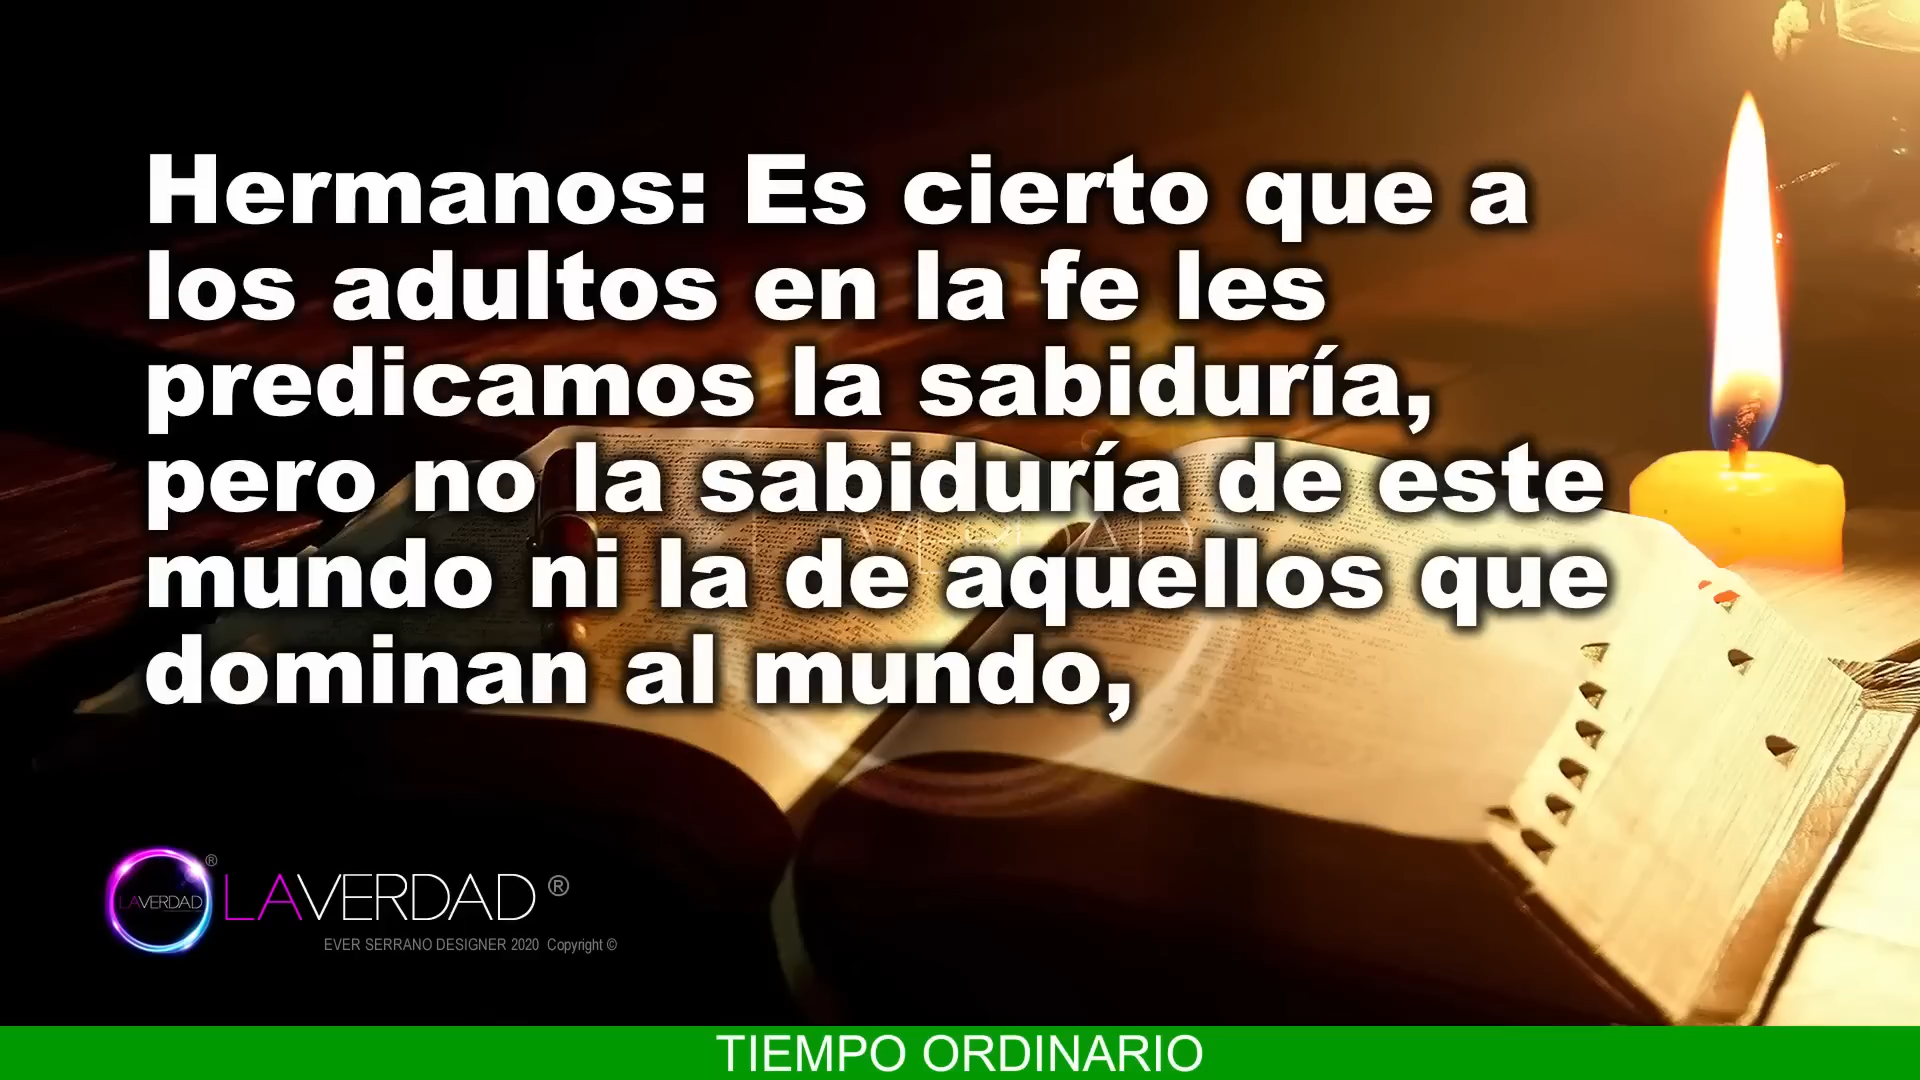 Hermanos: Es cierto que a
los adultos en la fe les
predicamos la sabiduría,
pero no la sabiduría de este
mundo ni la de aquellos que
dominan al mundo,
LAVERDAD ®
LAVERDAD ®
EVER SERRANO DESIGNER 2020 Copyright ©
TIEMPO ORDINARIO